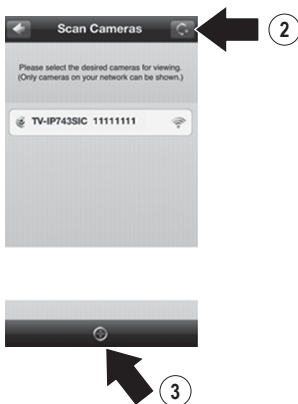 Scan Cameras
2
Please select the desired cameras for viewing.
(Only cameras on your network can be shown.)
TV-IP743SIC 11111111
3